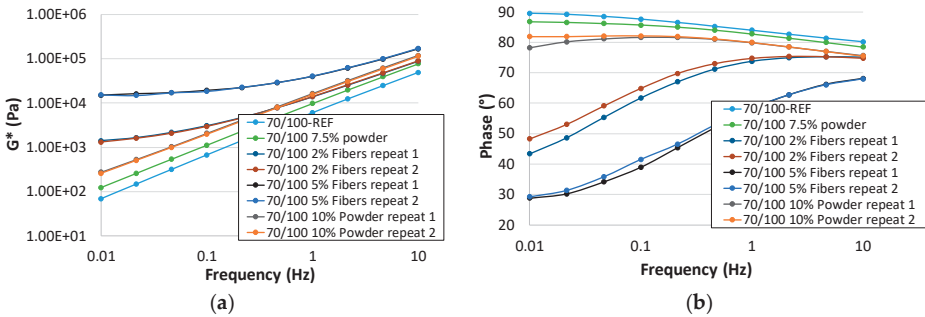 1.00E+06
1.00E+05
1.00E+04
1.00E+03
1.00E+02
1.00E+01
G* (Pa)
0.01
0.1
1
10
Frequency (Hz)
70/100-REF
70/100 7.5% powder
70/100 2% Fibers repeat 1
70/100 2% Fibers repeat 2
70/100 5% Fibers repeat 1
70/100 5% Fibers repeat 2
70/100 10% Powder repeat 1
70/100 10% Powder repeat 2
(a)
90
80
70
60
50
40
30
20
Phase (°)
0.01
0.1
1
10
Frequency (Hz)
70/100-REF
70/100 7.5% powder
70/100 2% Fibers repeat 1
70/100 2% Fibers repeat 2
70/100 5% Fibers repeat 1
70/100 5% Fibers repeat 2
70/100 10% Powder repeat 1
70/100 10% Powder repeat 2
(b)